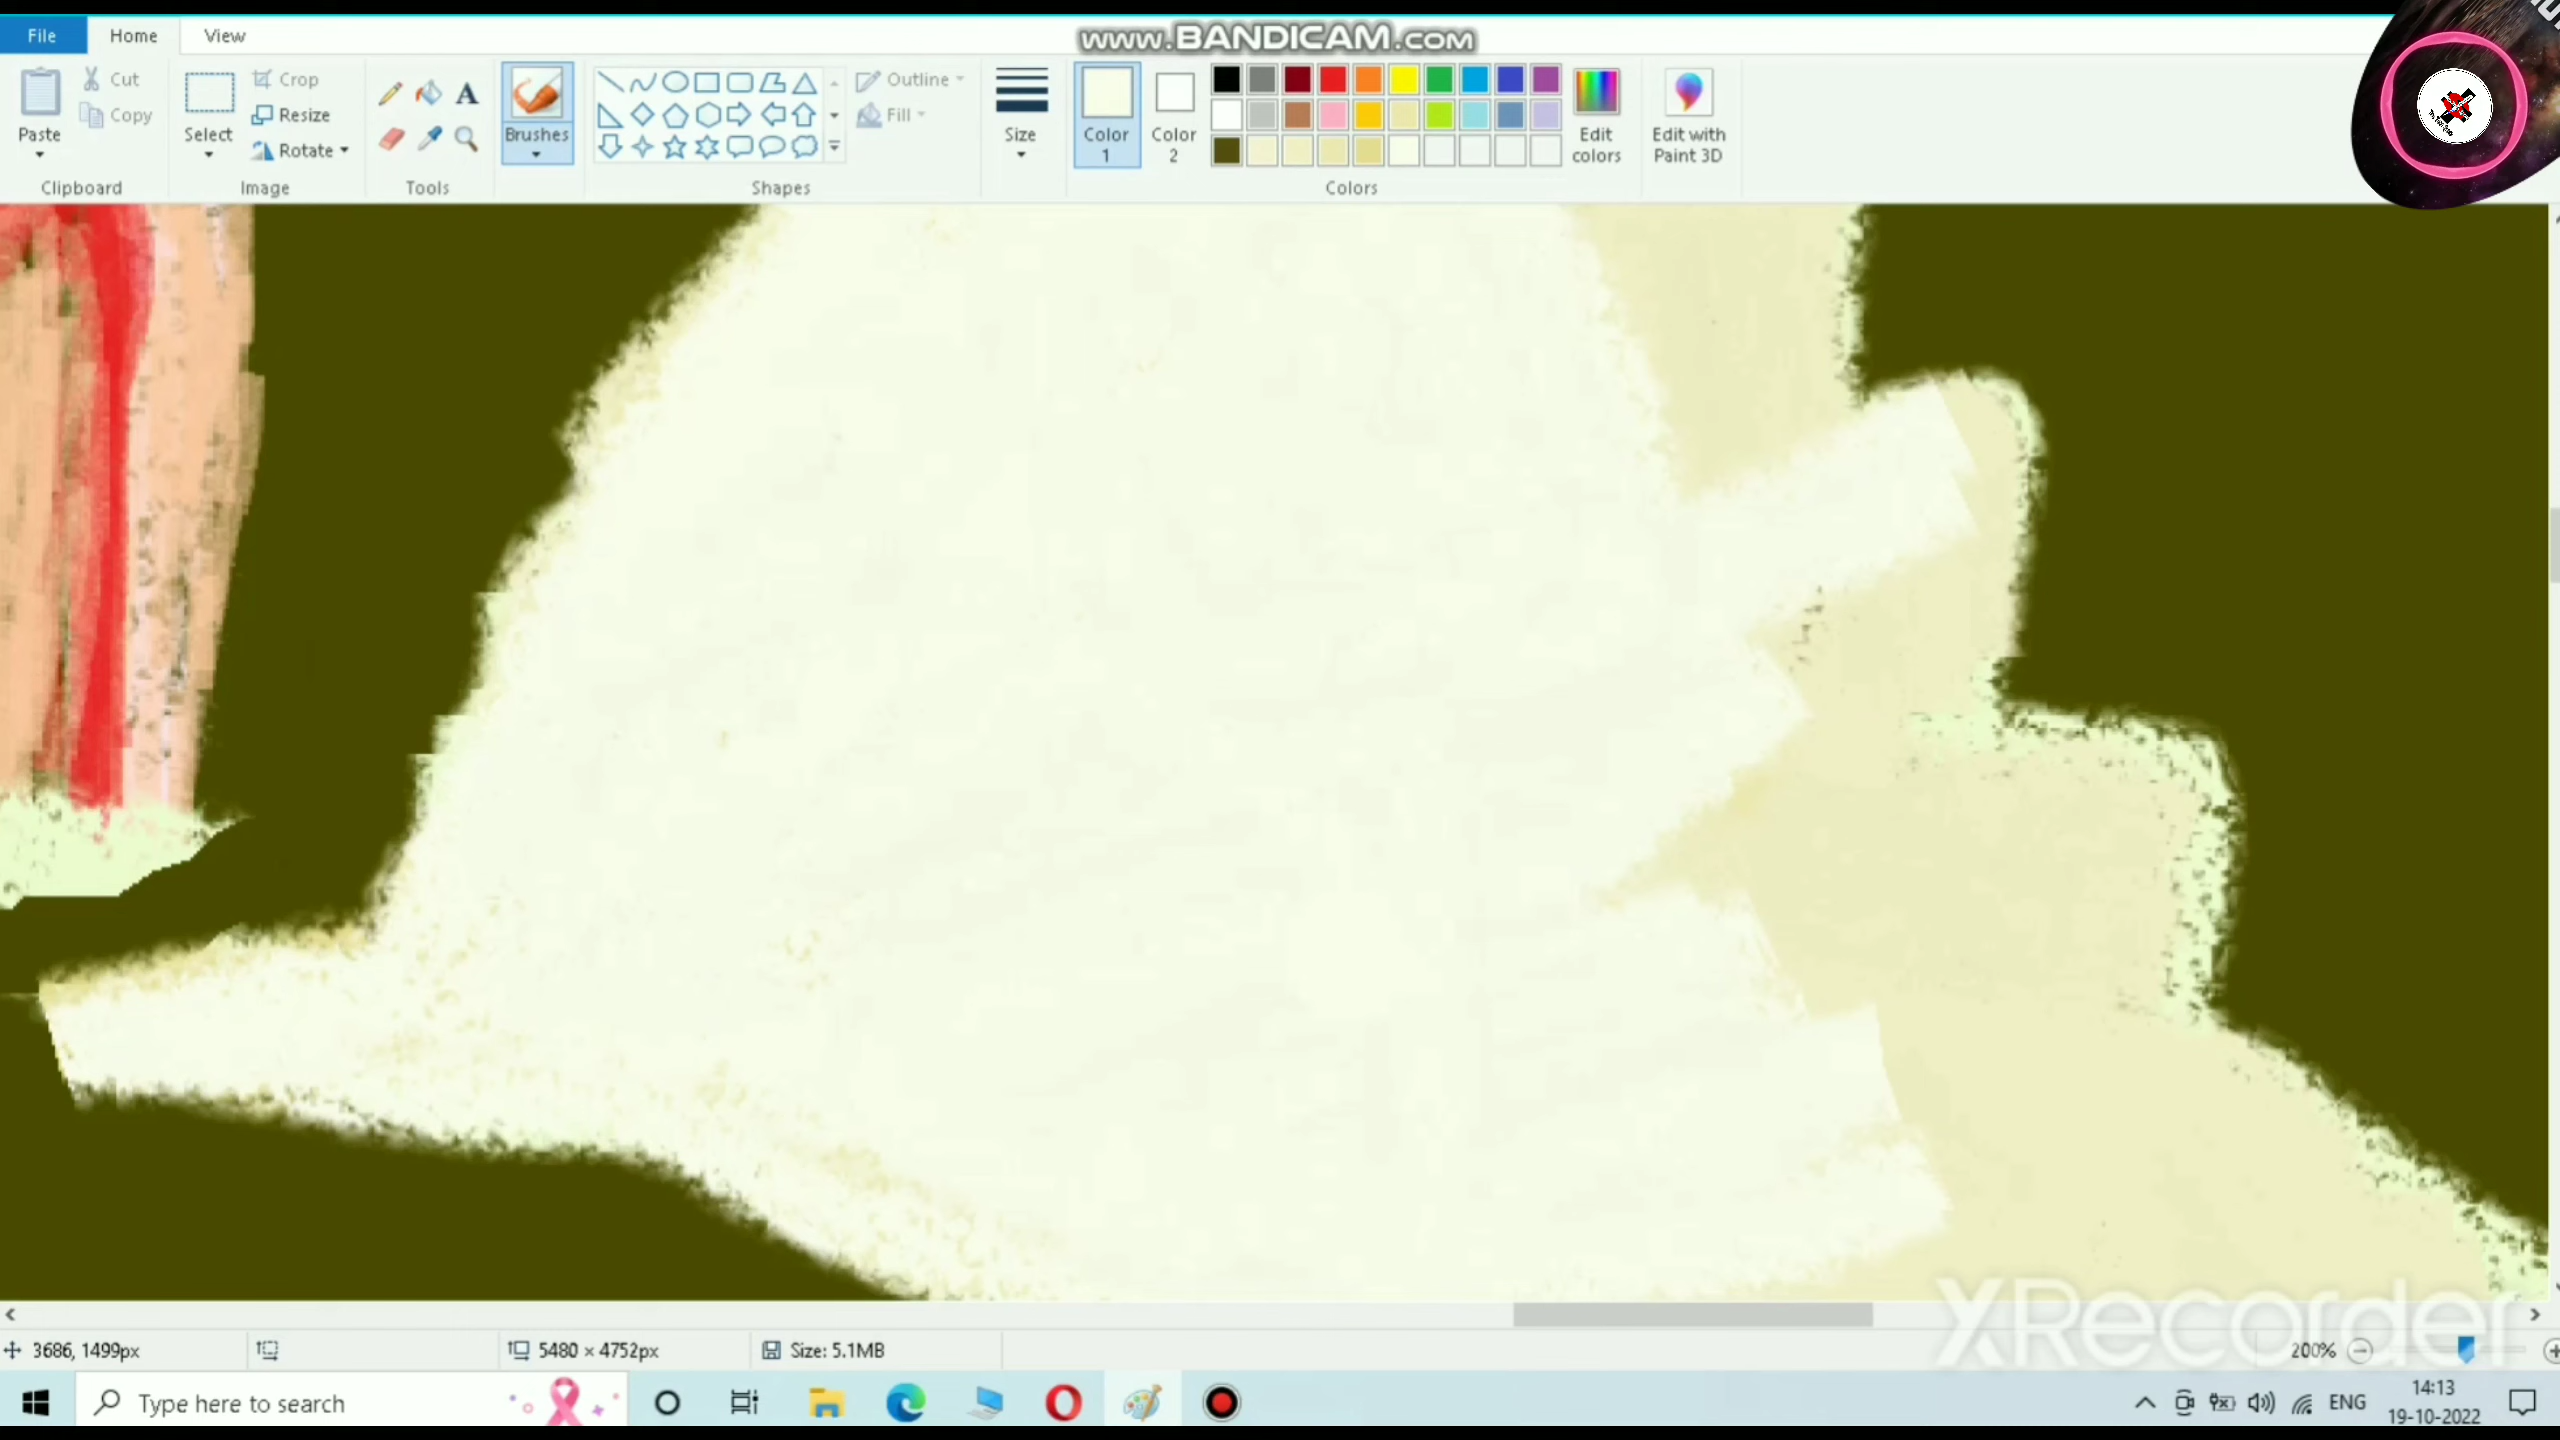 www.BANDICAM.com
File Home View
Cut Crop Outline
Copy Resize Fill
Paste Select Rotate Brushes Size Color 1 Color 2 Edit colors Edit with Paint 3D
Clipboard Image Tools Shapes Colors
A
XRecorder
3686, 1499px 5480 × 4752px Size: 5.1MB 200%
Type here to search ENG 14:13
19-10-2022